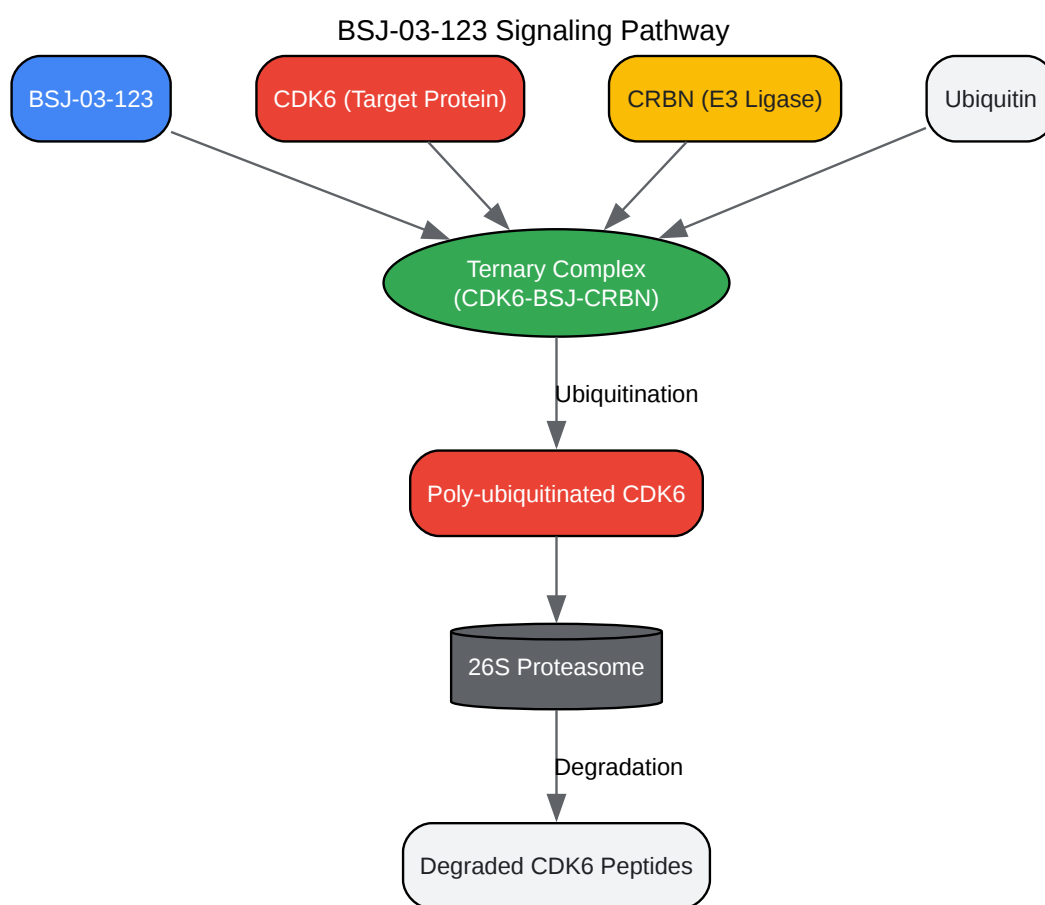 BSJ-03-123 Signaling Pathway
BSJ-03-123
CDK6 (Target Protein)
CRBN (E3 Ligase)
Ubiquitin
Ternary Complex
(CDK6-BSJ-CRBN)
Ubiquitination
Poly-ubiquitinated CDK6
26S Proteasome
Degradation
Degraded CDK6 Peptides